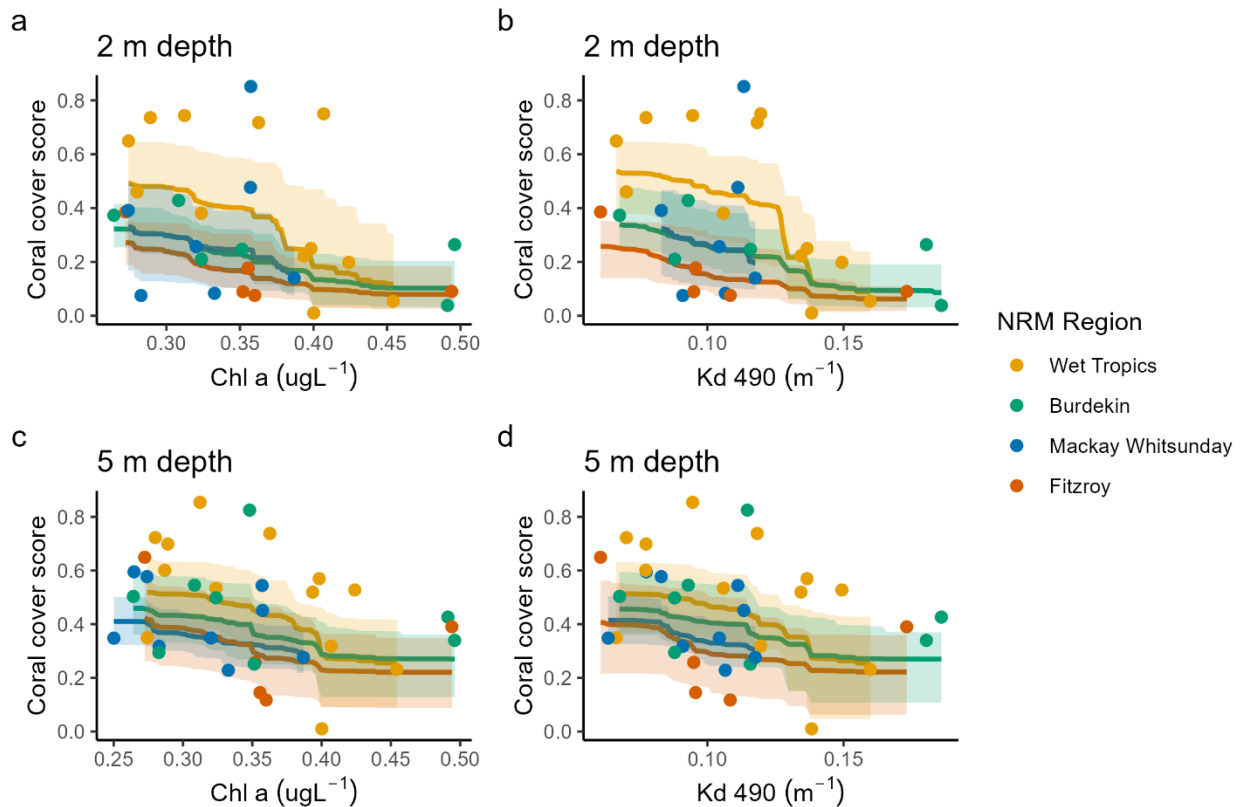 a
2 m depth
Coral cover score
0.8
0.6
0.4
0.2
0.0
0.30
0.35
0.40
0.45
0.50
Chl a (ugL⁻¹)
b
2 m depth
Coral cover score
0.8
0.6
0.4
0.2
0.0
0.10
0.15
Kd 490 (m⁻¹)
NRM Region
Wet Tropics
Burdekin
Mackay Whitsunday
Fitzroy
c
5 m depth
Coral cover score
0.8
0.6
0.4
0.2
0.0
0.25
0.30
0.35
0.40
0.45
0.50
Chl a (ugL⁻¹)
d
5 m depth
Coral cover score
0.8
0.6
0.4
0.2
0.0
0.10
0.15
Kd 490 (m⁻¹)